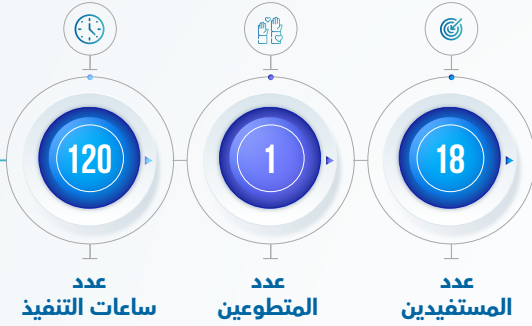 18
عدد
المستفيدين
1
عدد
المتطوعين
120
عدد
ساعات التنفيذ